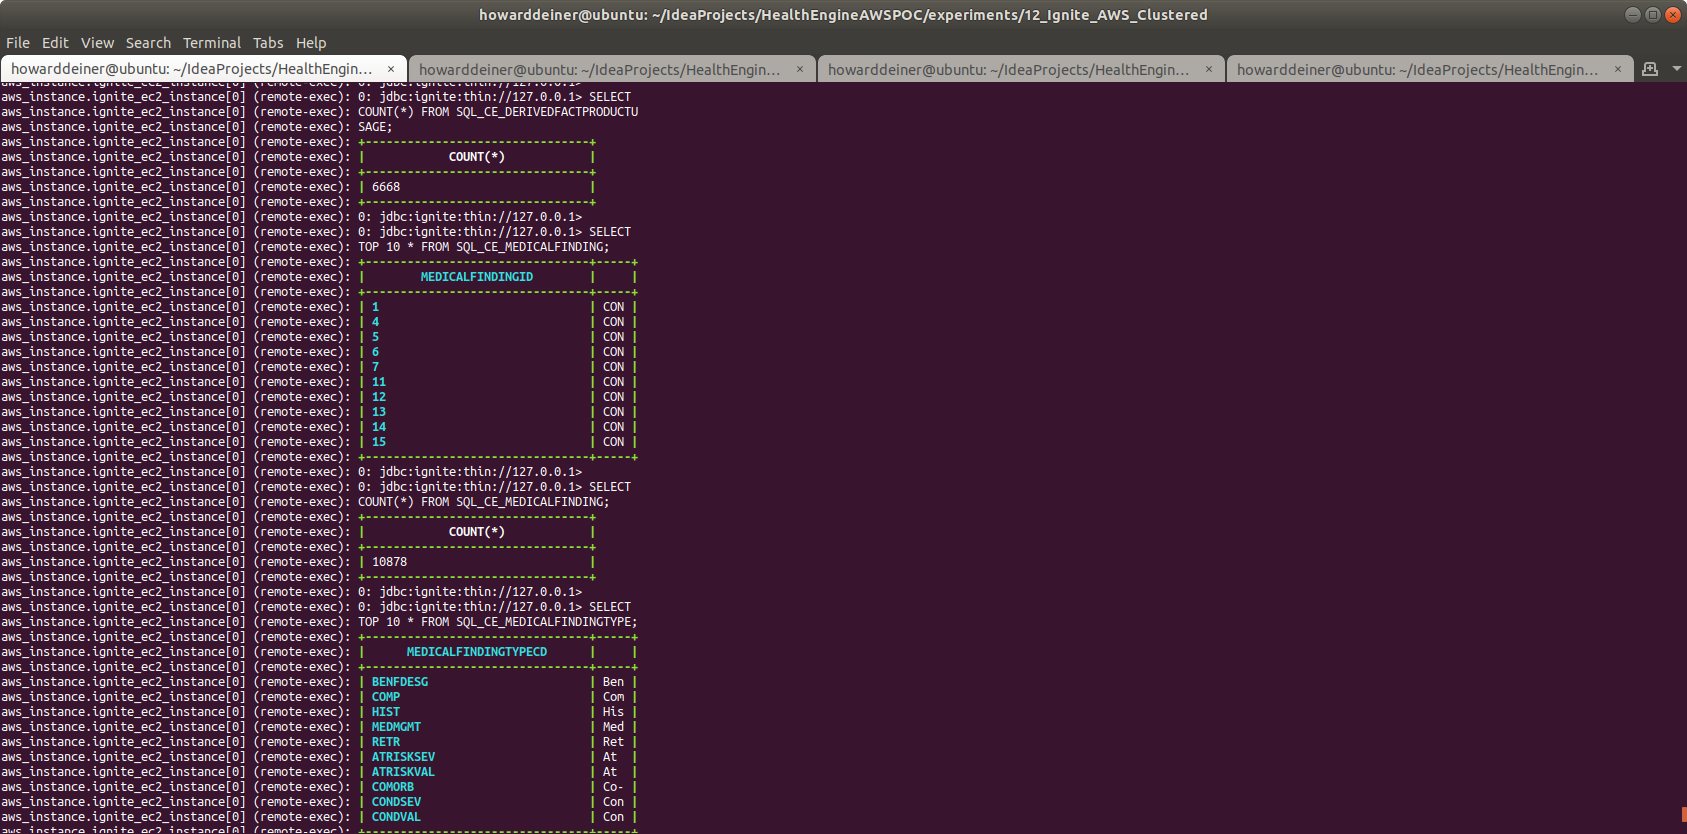 howarddeiner@ubuntu: ~/IdeaProjects/HealthEngineAWSPOC/experiments/12_Ignite_AWS_Clustered
File Edit View Search Terminal Tabs Help
howarddeiner@ubuntu: ~/IdeaProjects/HealthEngin... × howarddeiner@ubuntu: ~/IdeaProjects/HealthEngin... × howarddeiner@ubuntu: ~/IdeaProjects/HealthEngin... × howarddeiner@ubuntu: ~/IdeaProjects/HealthEngin... ×
aws_instance.ignite_ec2_instance[0] (remote-exec): 0: jdbc:ignite:thin://127.0.0.1>
aws_instance.ignite_ec2_instance[0] (remote-exec): 0: jdbc:ignite:thin://127.0.0.1> SELECT
aws_instance.ignite_ec2_instance[0] (remote-exec): COUNT(*) FROM SQL_CE_DERIVEDFACTPRODUCTU
aws_instance.ignite_ec2_instance[0] (remote-exec): SAGE;
aws_instance.ignite_ec2_instance[0] (remote-exec): +--------------------------------+
aws_instance.ignite_ec2_instance[0] (remote-exec): |            COUNT(*)            |
aws_instance.ignite_ec2_instance[0] (remote-exec): +--------------------------------+
aws_instance.ignite_ec2_instance[0] (remote-exec): | 6668                           |
aws_instance.ignite_ec2_instance[0] (remote-exec): +--------------------------------+
aws_instance.ignite_ec2_instance[0] (remote-exec): 0: jdbc:ignite:thin://127.0.0.1>
aws_instance.ignite_ec2_instance[0] (remote-exec): 0: jdbc:ignite:thin://127.0.0.1> SELECT
aws_instance.ignite_ec2_instance[0] (remote-exec): TOP 10 * FROM SQL_CE_MEDICALFINDING;
aws_instance.ignite_ec2_instance[0] (remote-exec): +--------------------------------+-----+
aws_instance.ignite_ec2_instance[0] (remote-exec): |        MEDICALFINDINGID        |     |
aws_instance.ignite_ec2_instance[0] (remote-exec): +--------------------------------+-----+
aws_instance.ignite_ec2_instance[0] (remote-exec): | 1                              | CON |
aws_instance.ignite_ec2_instance[0] (remote-exec): | 4                              | CON |
aws_instance.ignite_ec2_instance[0] (remote-exec): | 5                              | CON |
aws_instance.ignite_ec2_instance[0] (remote-exec): | 6                              | CON |
aws_instance.ignite_ec2_instance[0] (remote-exec): | 7                              | CON |
aws_instance.ignite_ec2_instance[0] (remote-exec): | 11                             | CON |
aws_instance.ignite_ec2_instance[0] (remote-exec): | 12                             | CON |
aws_instance.ignite_ec2_instance[0] (remote-exec): | 13                             | CON |
aws_instance.ignite_ec2_instance[0] (remote-exec): | 14                             | CON |
aws_instance.ignite_ec2_instance[0] (remote-exec): | 15                             | CON |
aws_instance.ignite_ec2_instance[0] (remote-exec): +--------------------------------+-----+
aws_instance.ignite_ec2_instance[0] (remote-exec): 0: jdbc:ignite:thin://127.0.0.1>
aws_instance.ignite_ec2_instance[0] (remote-exec): 0: jdbc:ignite:thin://127.0.0.1> SELECT
aws_instance.ignite_ec2_instance[0] (remote-exec): COUNT(*) FROM SQL_CE_MEDICALFINDING;
aws_instance.ignite_ec2_instance[0] (remote-exec): +--------------------------------+
aws_instance.ignite_ec2_instance[0] (remote-exec): |            COUNT(*)            |
aws_instance.ignite_ec2_instance[0] (remote-exec): +--------------------------------+
aws_instance.ignite_ec2_instance[0] (remote-exec): | 10878                          |
aws_instance.ignite_ec2_instance[0] (remote-exec): +--------------------------------+
aws_instance.ignite_ec2_instance[0] (remote-exec): 0: jdbc:ignite:thin://127.0.0.1>
aws_instance.ignite_ec2_instance[0] (remote-exec): 0: jdbc:ignite:thin://127.0.0.1> SELECT
aws_instance.ignite_ec2_instance[0] (remote-exec): TOP 10 * FROM SQL_CE_MEDICALFINDINGTYPE;
aws_instance.ignite_ec2_instance[0] (remote-exec): +--------------------------------+-----+
aws_instance.ignite_ec2_instance[0] (remote-exec): |      MEDICALFINDINGTYPECD      |     |
aws_instance.ignite_ec2_instance[0] (remote-exec): +--------------------------------+-----+
aws_instance.ignite_ec2_instance[0] (remote-exec): | BENFDESG                       | Ben |
aws_instance.ignite_ec2_instance[0] (remote-exec): | COMP                           | Com |
aws_instance.ignite_ec2_instance[0] (remote-exec): | HIST                           | His |
aws_instance.ignite_ec2_instance[0] (remote-exec): | MEDMGMT                        | Med |
aws_instance.ignite_ec2_instance[0] (remote-exec): | RETR                           | Ret |
aws_instance.ignite_ec2_instance[0] (remote-exec): | ATRISKSEV                      | At  |
aws_instance.ignite_ec2_instance[0] (remote-exec): | ATRISKVAL                      | At  |
aws_instance.ignite_ec2_instance[0] (remote-exec): | COMORB                         | Co- |
aws_instance.ignite_ec2_instance[0] (remote-exec): | CONDSEV                        | Con |
aws_instance.ignite_ec2_instance[0] (remote-exec): | CONDVAL                        | Con |
aws_instance.ignite_ec2_instance[0] (remote-exec): +--------------------------------+-----+